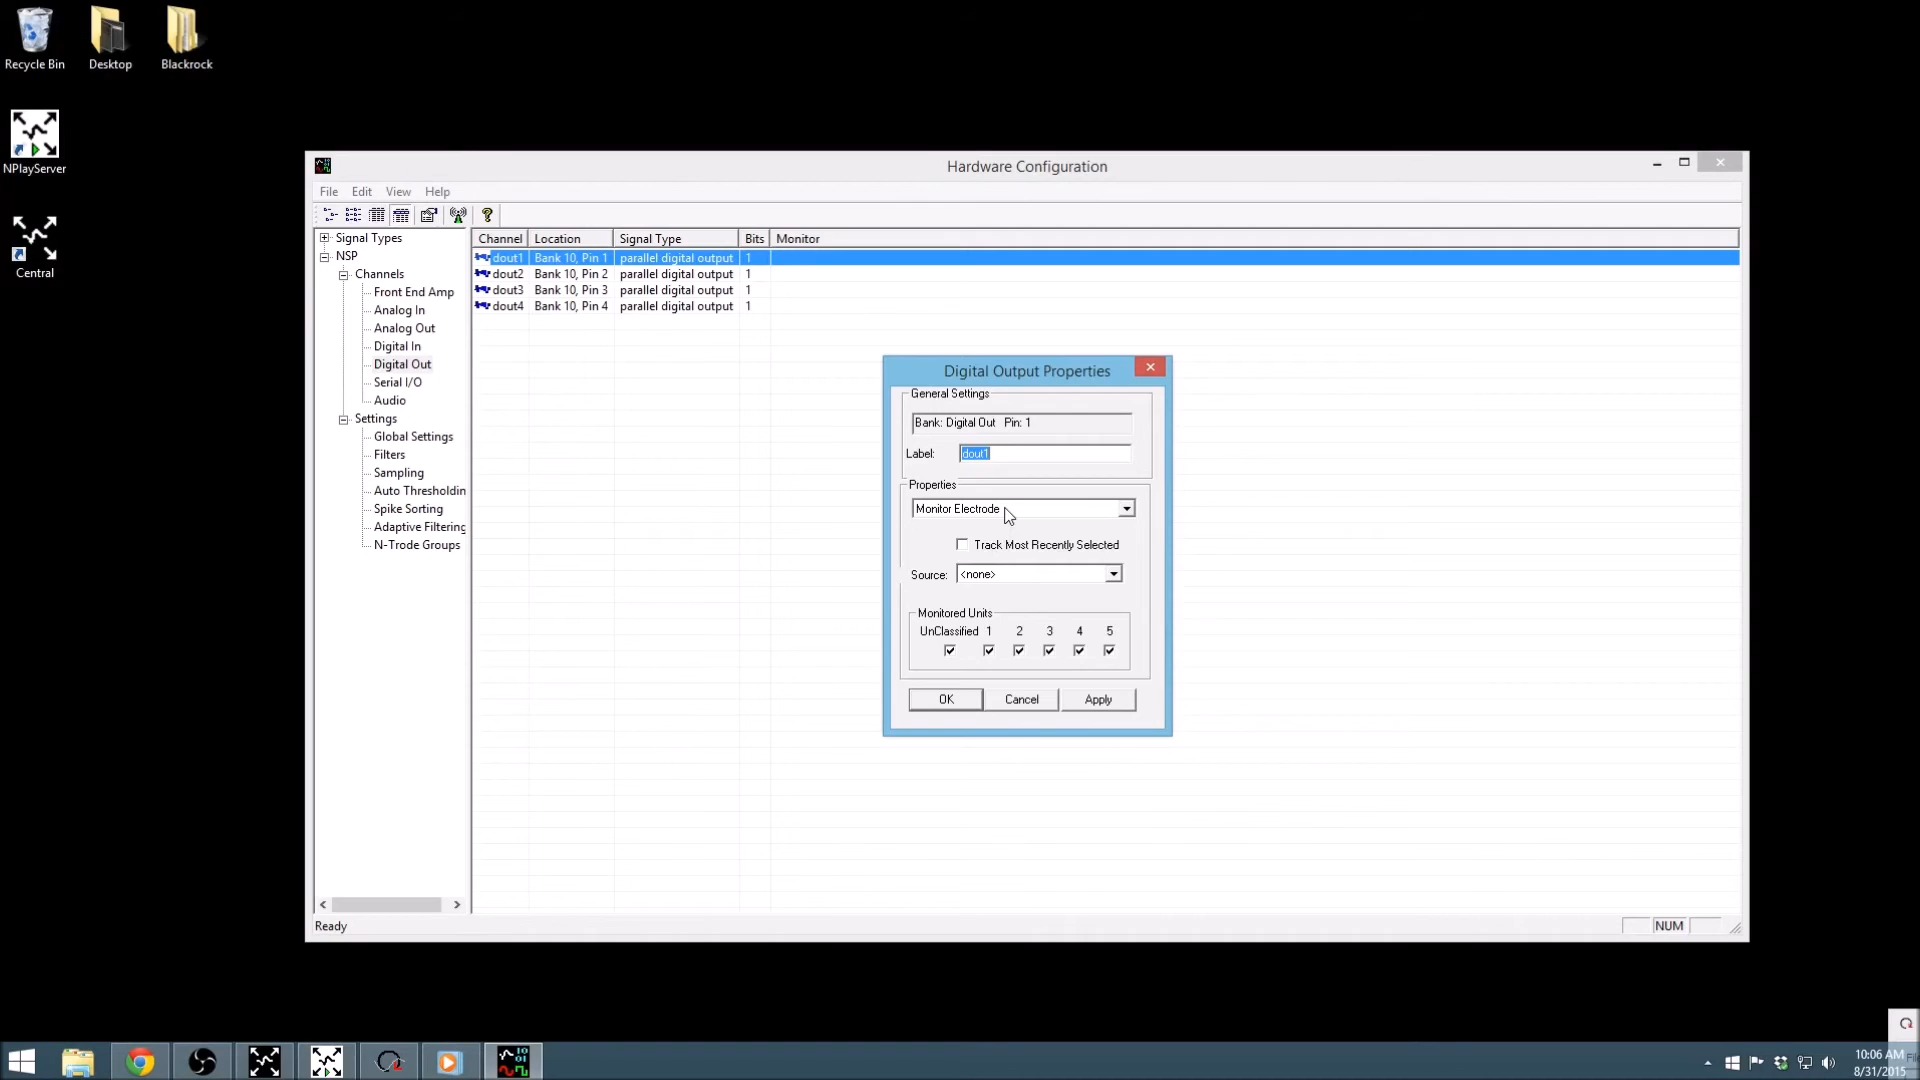 Recycle Bin
Desktop
Blackrock
NPlayServer
Central
Hardware Configuration
File Edit View Help
Signal Types
NSP
Channels
Front End Amp
Analog In
Analog Out
Digital In
Digital Out
Serial I/O
Audio
Settings
Global Settings
Filters
Sampling
Auto Thresholdin
Spike Sorting
Adaptive Filtering
N-Trode Groups
Channel Location Signal Type Bits Monitor
dout1 Bank 10, Pin 1 parallel digital output 1
dout2 Bank 10, Pin 2 parallel digital output 1
dout3 Bank 10, Pin 3 parallel digital output 1
dout4 Bank 10, Pin 4 parallel digital output 1
Digital Output Properties
General Settings
Bank: Digital Out Pin: 1
Label: dout1
Properties
Monitor Electrode
Track Most Recently Selected
Source: <none>
Monitored Units
UnClassified 1 2 3 4 5
OK Cancel Apply
Ready
NUM
10:06 AM
8/31/2015